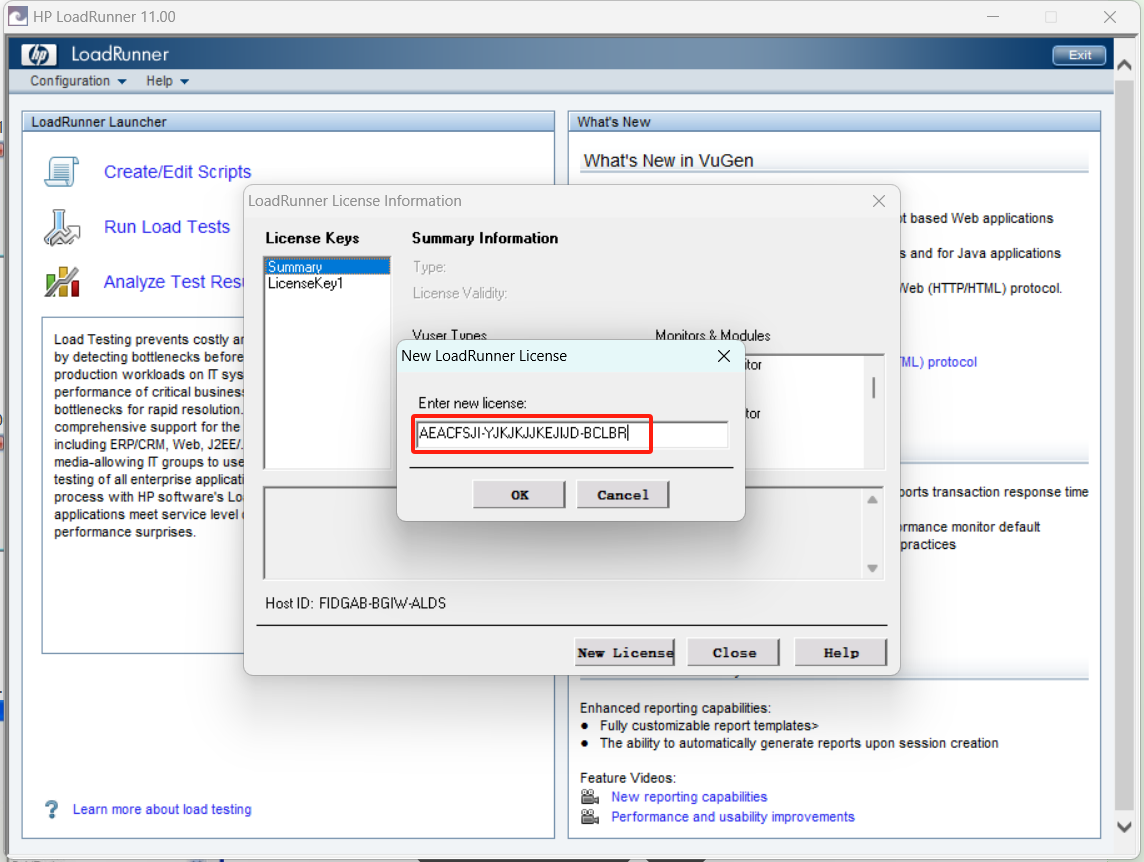 HP LoadRunner 11.00
hp LoadRunner Exit
Configuration Help
LoadRunner Launcher
Create/Edit Scripts
Run Load Tests
Analyze Test Resu
Load Testing prevents costly
by detecting bottlenecks before
production workloads on IT sys
performance of critical business
bottlenecks for rapid resolution.
comprehensive support for the
including ERP/CRM, Web, J2EE/
media-allowing IT groups to use
testing of all enterprise applicati
process with HP software's Lo
applications meet service level
performance surprises.
? Learn more about load testing
What's New
What's New in VuGen
t based Web applications
s and for Java applications
Web (HTTP/HTML) protocol.
ML) protocol
ports transaction response time
rmance monitor default
practices
Enhanced reporting capabilities:
● Fully customizable report templates>
● The ability to automatically generate reports upon session creation
Feature Videos:
New reporting capabilities
Performance and usability improvements
LoadRunner License Information
License Keys
Summary
LicenseKey1
Summary Information
Type:
License Validity:
Vuser Types
Monitors & Modules
itor
tor
Host ID: FIDGAB-BGIW-ALDS
New License Close Help
New LoadRunner License
Enter new license:
AEACFSJI-YJKJKJJKEJIJD-BCLBR
OK Cancel